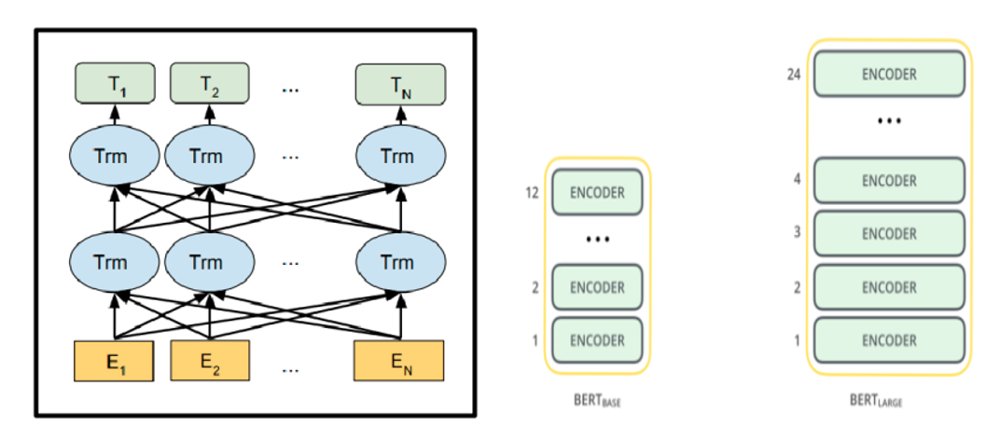 T1 T2 ... TN
Trm Trm ... Trm
Trm Trm ... Trm
E1 E2 ... EN
12 ENCODER
...
2 ENCODER
1 ENCODER
BERTBASE
24 ENCODER
...
4 ENCODER
3 ENCODER
2 ENCODER
1 ENCODER
BERTLARGE